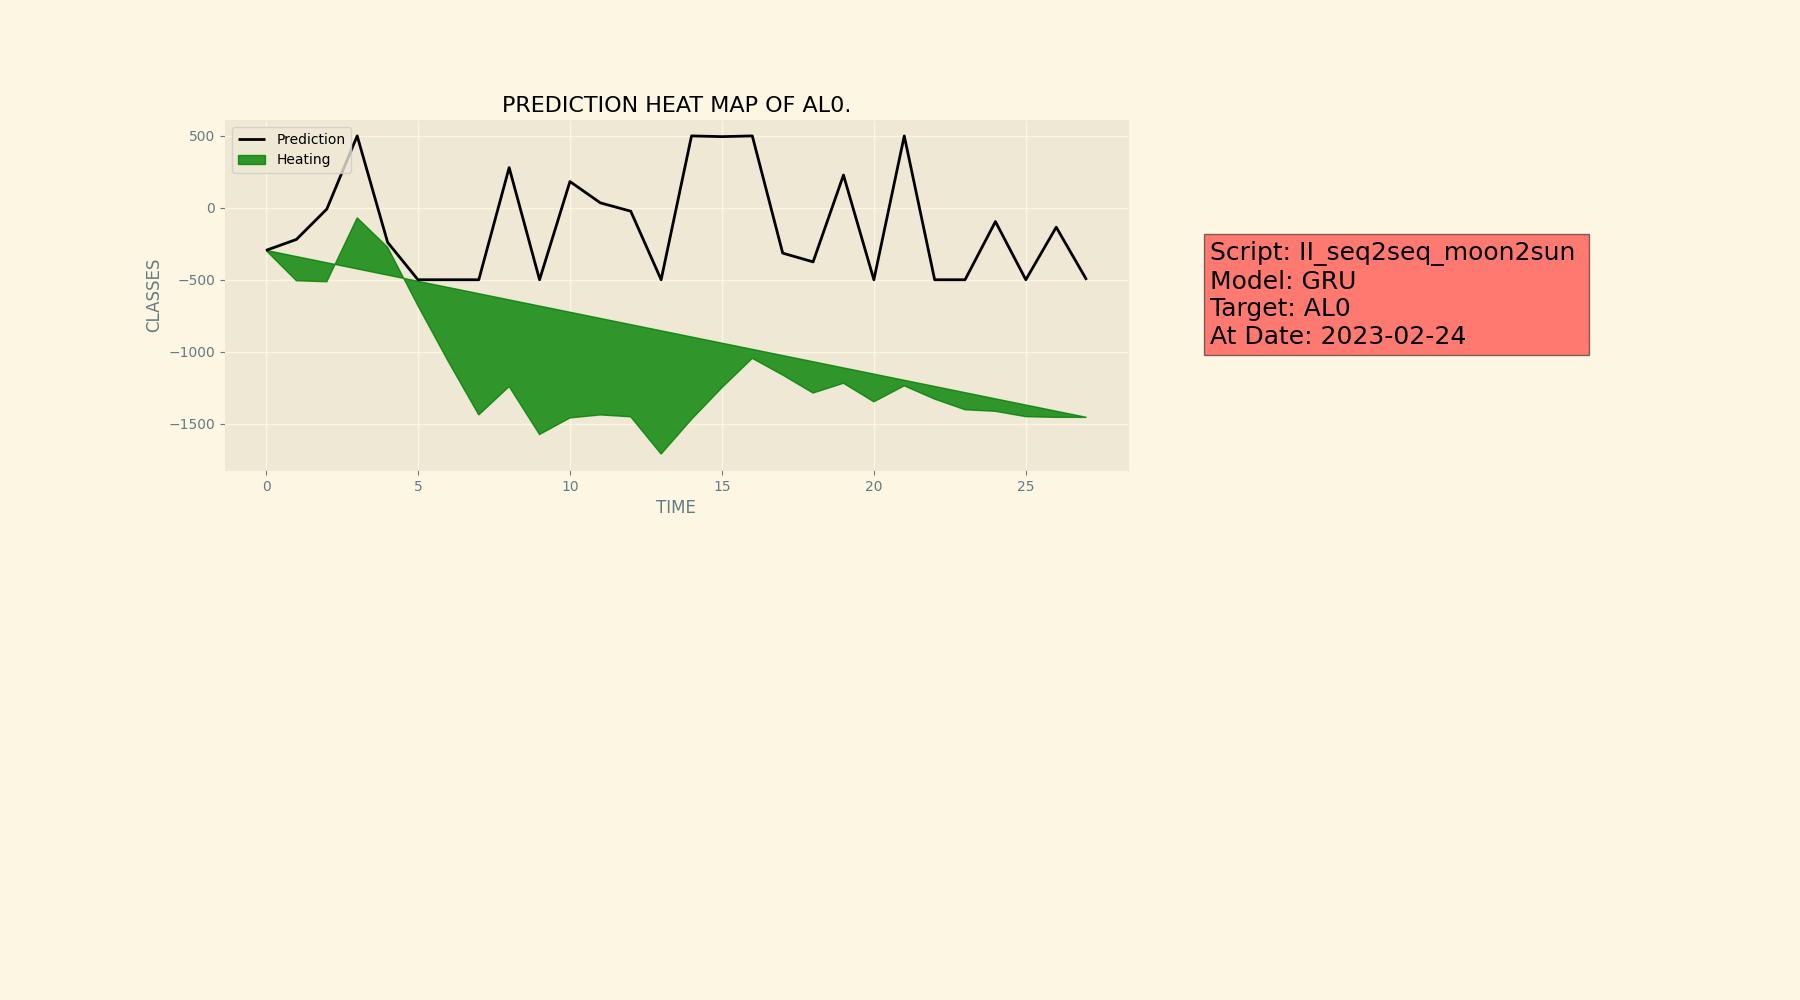 PREDICTION HEAT MAP OF AL0.
Prediction
Heating
500
0
−500
−1000
−1500
CLASSES
0 5 10 15 20 25
TIME
Script: II_seq2seq_moon2sun
Model: GRU
Target: AL0
At Date: 2023-02-24